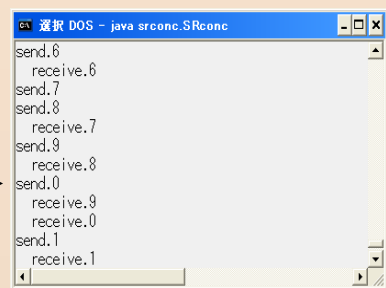 選択 DOS - java srconc.SRconc
send.6
receive.6
send.7
send.8
receive.7
send.9
receive.8
send.0
receive.9
receive.0
send.1
receive.1